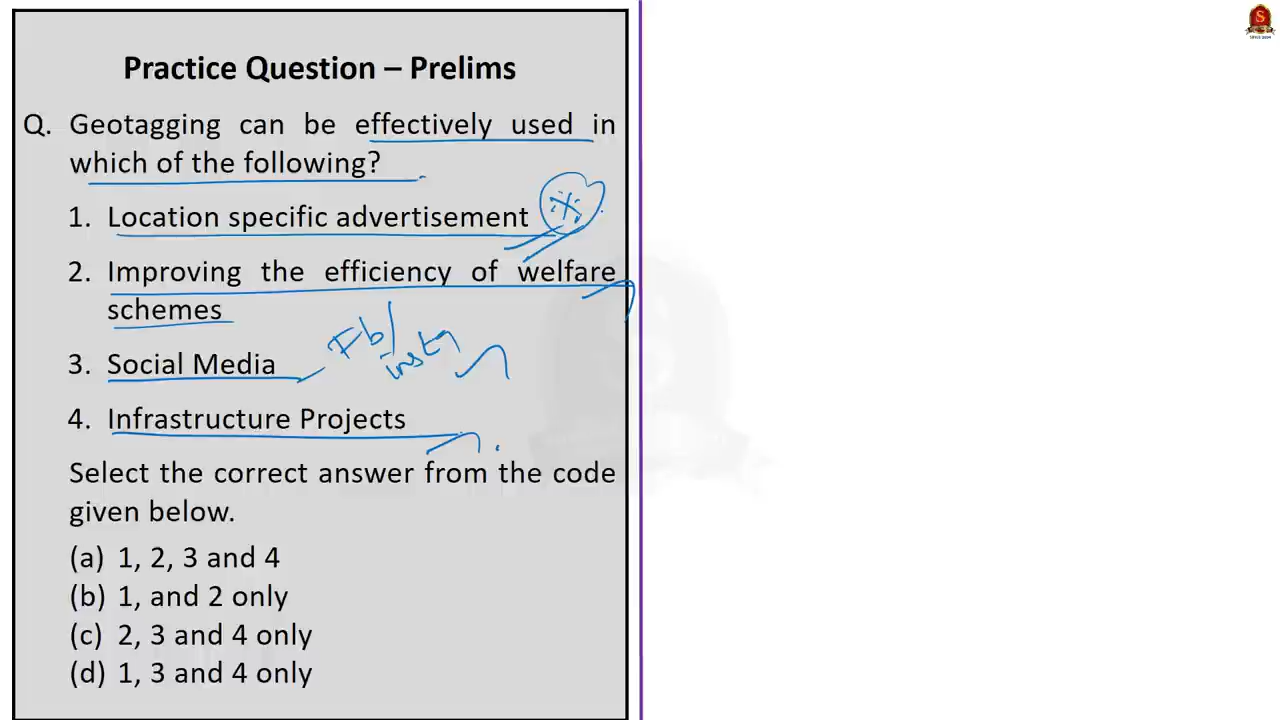 Practice Question – Prelims
Q. Geotagging can be effectively used in
which of the following?
1. Location specific advertisement
2. Improving the efficiency of welfare
schemes
3. Social Media
Fb/
insta
4. Infrastructure Projects
Select the correct answer from the code
given below.
(a) 1, 2, 3 and 4
(b) 1, and 2 only
(c) 2, 3 and 4 only
(d) 1, 3 and 4 only